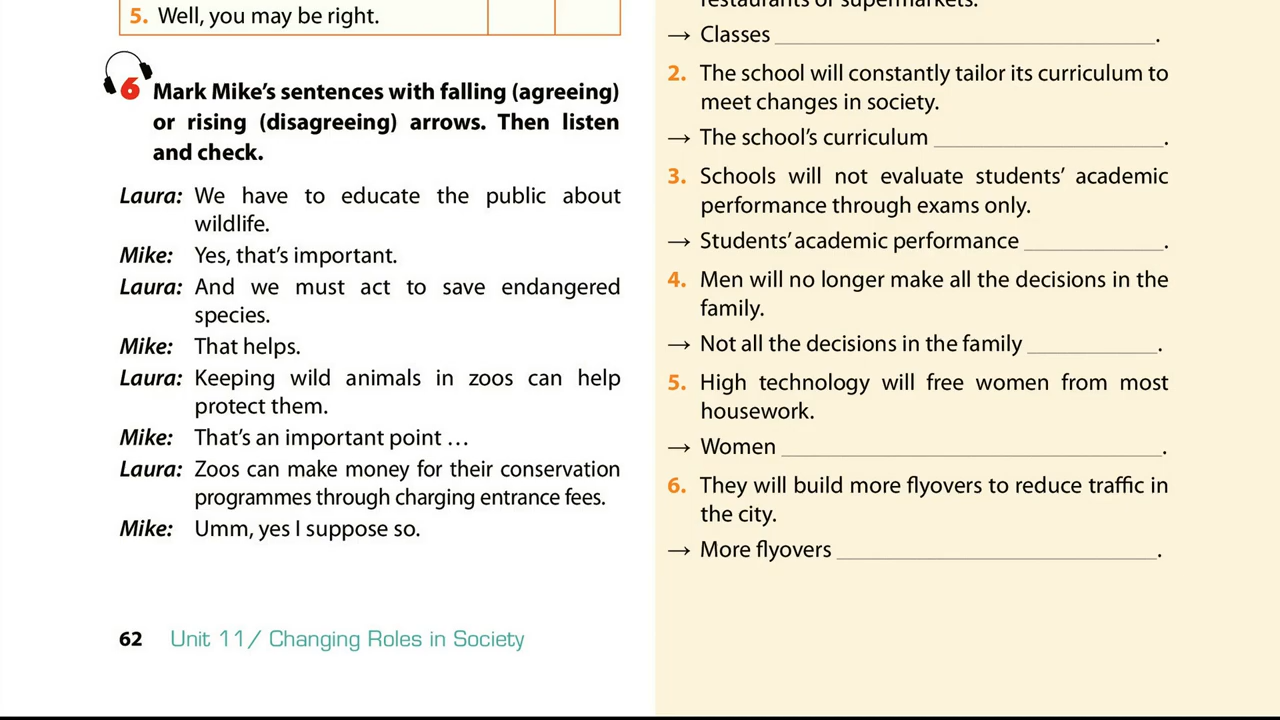 5. Well, you may be right.
6 Mark Mike's sentences with falling (agreeing)
or rising (disagreeing) arrows. Then listen
and check.
Laura: We have to educate the public about
wildlife.
Mike: Yes, that's important.
Laura: And we must act to save endangered
species.
Mike: That helps.
Laura: Keeping wild animals in zoos can help
protect them.
Mike: That's an important point …
Laura: Zoos can make money for their conservation
programmes through charging entrance fees.
Mike: Umm, yes I suppose so.
62 Unit 11/ Changing Roles in Society
restaurants or supermarkets.
→ Classes ______________________________.
2. The school will constantly tailor its curriculum to
meet changes in society.
→ The school's curriculum __________________.
3. Schools will not evaluate students' academic
performance through exams only.
→ Students' academic performance ___________.
4. Men will no longer make all the decisions in the
family.
→ Not all the decisions in the family __________.
5. High technology will free women from most
housework.
→ Women ______________________________.
6. They will build more flyovers to reduce traffic in
the city.
→ More flyovers _________________________.